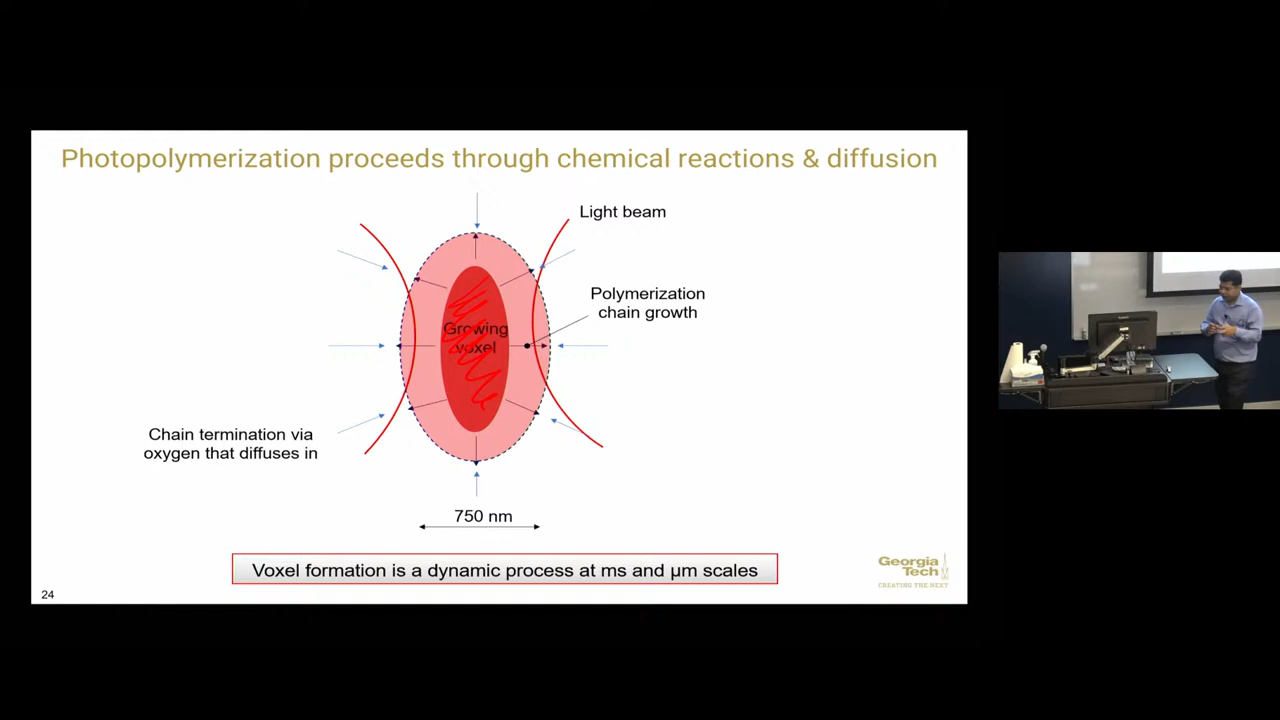 Photopolymerization proceeds through chemical reactions & diffusion
Light beam
Polymerization
chain growth
Growing
voxel
Chain termination via
oxygen that diffuses in
750 nm
Voxel formation is a dynamic process at ms and μm scales
Georgia
Tech
CREATING THE NEXT
24